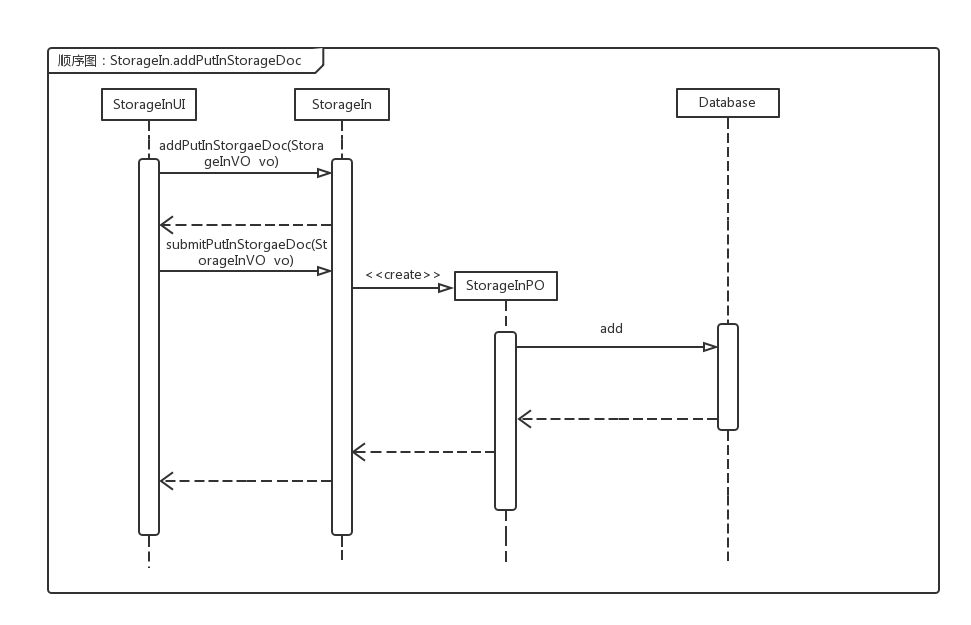 顺序图：StorageIn.addPutInStorageDoc
StorageInUI
StorageIn
Database
addPutInStorgaeDoc(Stora
geInVO vo)
submitPutInStorgaeDoc(St
orageInVO vo)
<<create>>
StorageInPO
add